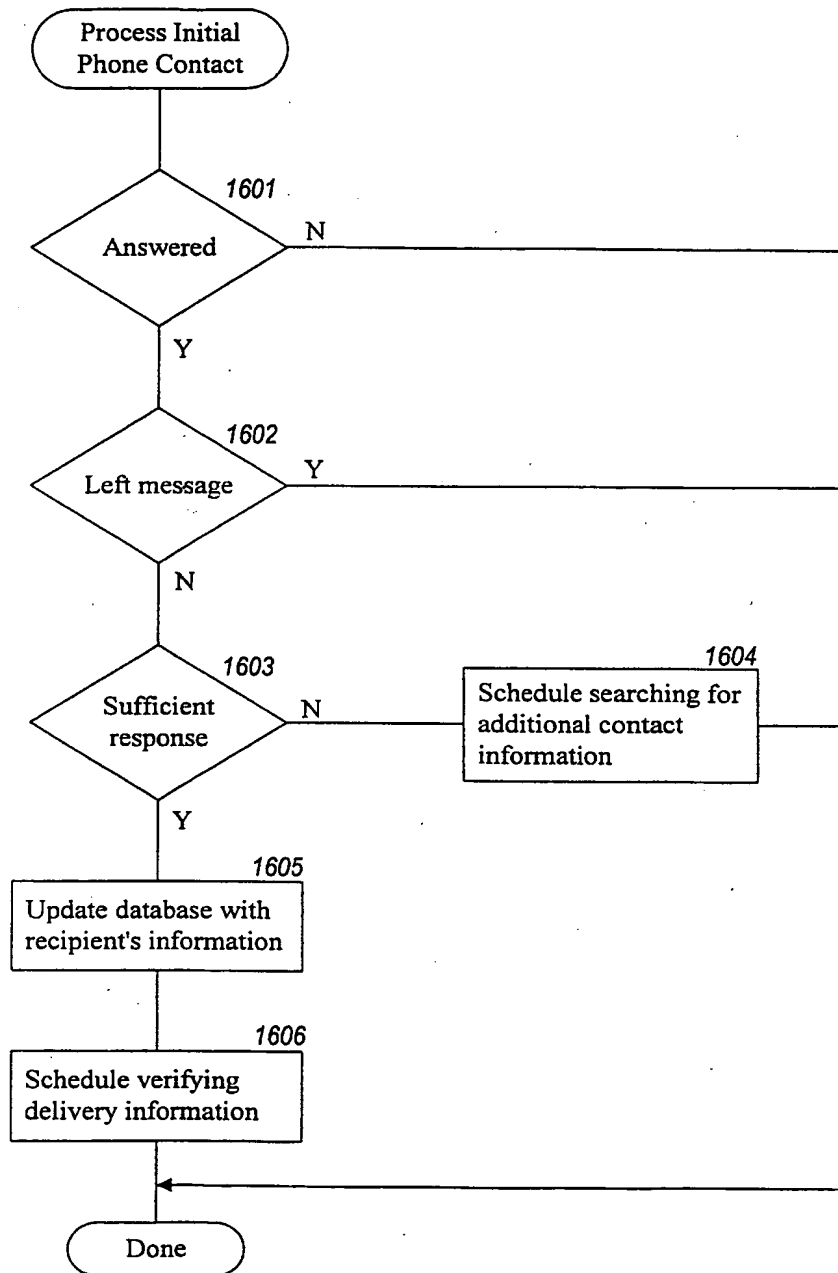 Process Initial
Phone Contact
1601
Answered
N
Y
1602
Left message
Y
N
1603
Sufficient
response
N
1604
Schedule searching for
additional contact
information
Y
1605
Update database with
recipient's information
1606
Schedule verifying
delivery information
Done